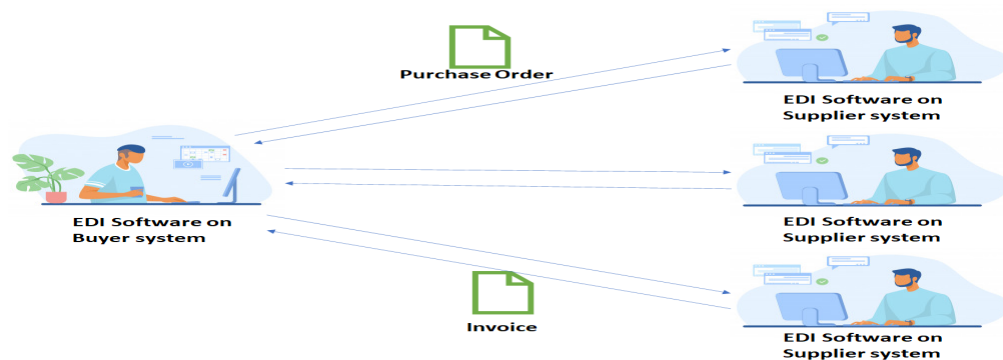 Purchase Order
EDI Software on
Supplier system
EDI Software on
Buyer system
EDI Software on
Supplier system
Invoice
EDI Software on
Supplier system